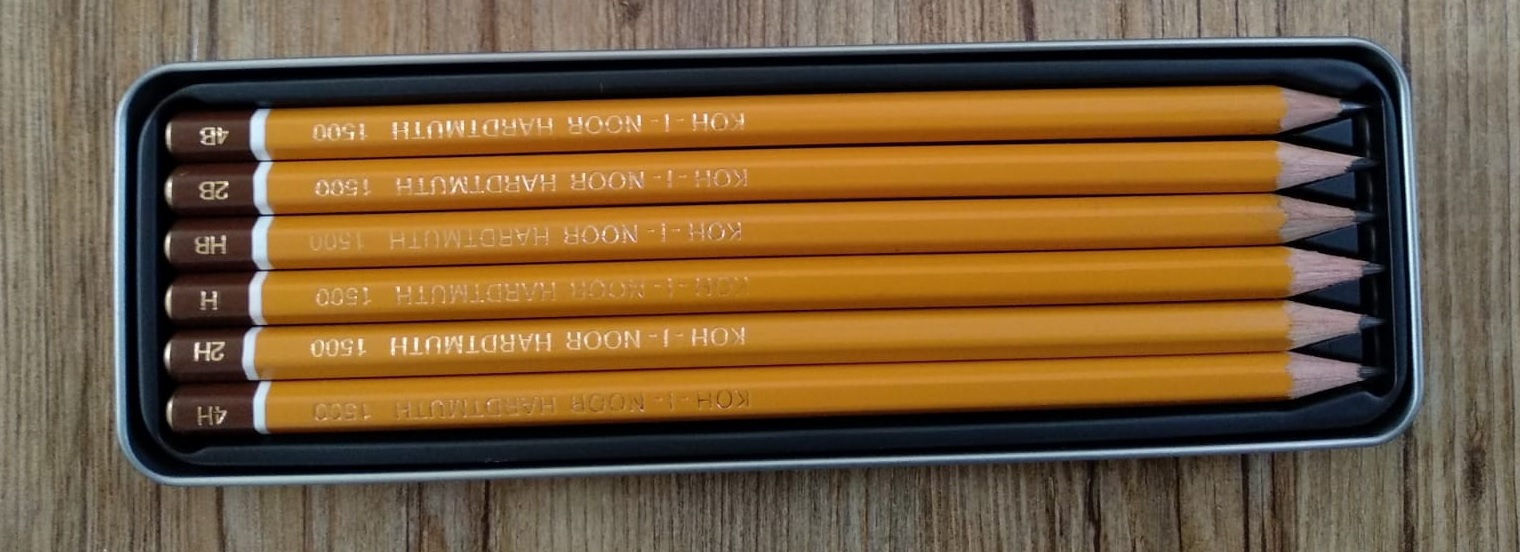 KOH-I-NOOR HARDTMUTH 1500 4H
KOH-I-NOOR HARDTMUTH 1500 2H
KOH-I-NOOR HARDTMUTH 1500 H
KOH-I-NOOR HARDTMUTH 1500 HB
KOH-I-NOOR HARDTMUTH 1500 2B
KOH-I-NOOR HARDTMUTH 1500 4B